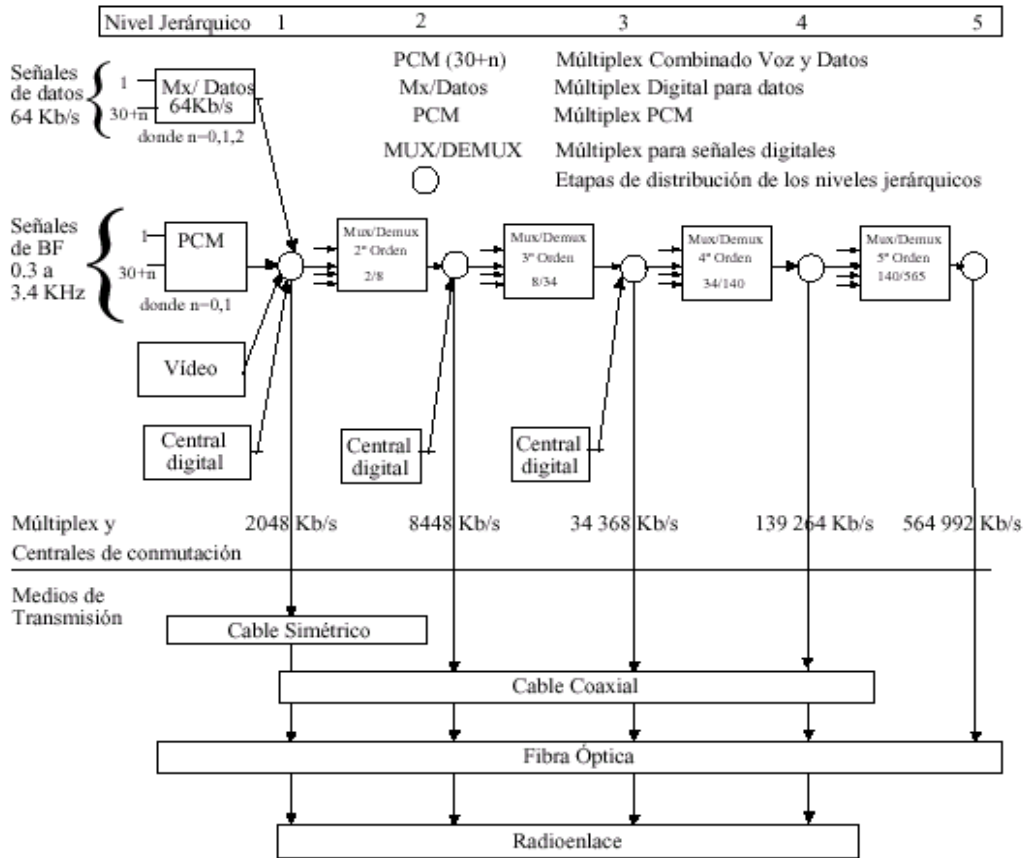 Nivel Jerárquico 1 2 3 4 5
PCM (30+n) Múltiplex Combinado Voz y Datos
Mx/Datos Múltiplex Digital para datos
PCM Múltiplex PCM
MUX/DEMUX Múltiplex para señales digitales
Etapas de distribución de los niveles jerárquicos
Señales
de datos
64 Kb/s
1
30+n
Mx/ Datos
64Kb/s
donde n=0,1,2
Señales
de BF
0.3 a
3.4 KHz
1
30+n
PCM
donde n=0,1
Mux/Demux
2º Orden
2/8
Mux/Demux
3º Orden
8/34
Mux/Demux
4º Orden
34/140
Mux/Demux
5º Orden
140/565
Vídeo
Central
digital
Central
digital
Central
digital
Múltiplex y
Centrales de conmutación
2048 Kb/s 8448 Kb/s 34 368 Kb/s 139 264 Kb/s 564 992 Kb/s
Medios de
Transmisión
Cable Simétrico
Cable Coaxial
Fibra Óptica
Radioenlace